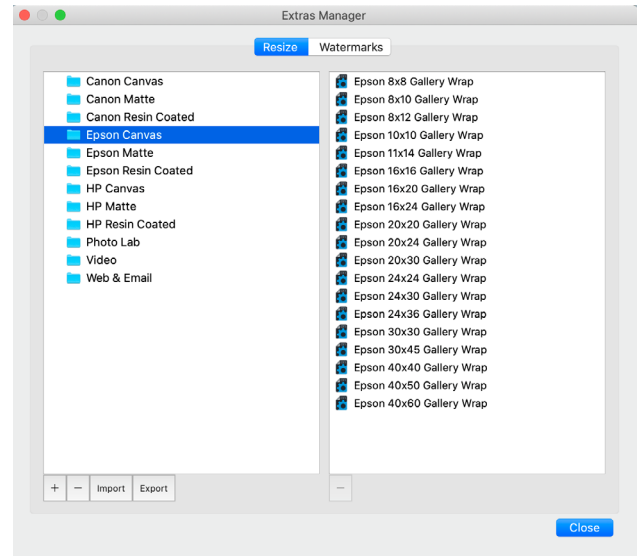 Extras Manager
Resize Watermarks
Canon Canvas
Canon Matte
Canon Resin Coated
Epson Canvas
Epson Matte
Epson Resin Coated
HP Canvas
HP Matte
HP Resin Coated
Photo Lab
Video
Web & Email
Epson 8x8 Gallery Wrap
Epson 8x10 Gallery Wrap
Epson 8x12 Gallery Wrap
Epson 10x10 Gallery Wrap
Epson 11x14 Gallery Wrap
Epson 16x16 Gallery Wrap
Epson 16x20 Gallery Wrap
Epson 16x24 Gallery Wrap
Epson 20x20 Gallery Wrap
Epson 20x24 Gallery Wrap
Epson 20x30 Gallery Wrap
Epson 24x24 Gallery Wrap
Epson 24x30 Gallery Wrap
Epson 24x36 Gallery Wrap
Epson 30x30 Gallery Wrap
Epson 30x45 Gallery Wrap
Epson 40x40 Gallery Wrap
Epson 40x50 Gallery Wrap
Epson 40x60 Gallery Wrap
+ − Import Export
−
Close